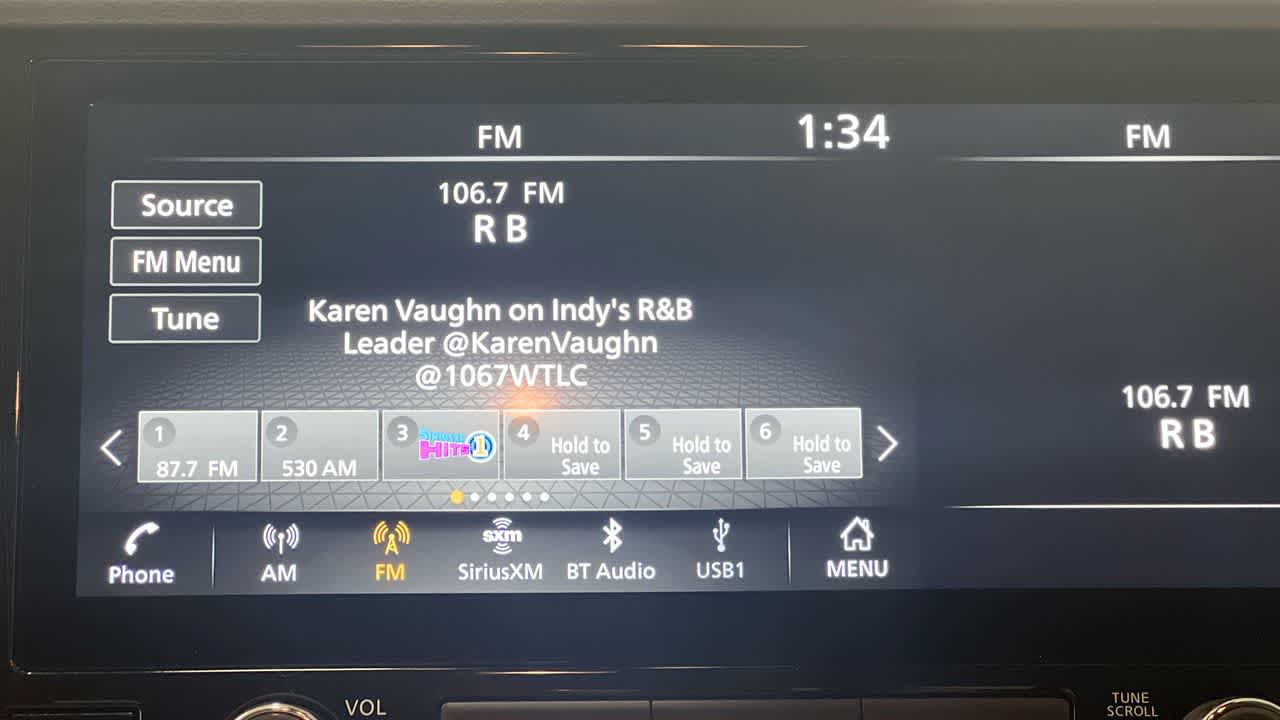 FM
1:34
FM
Source
106.7 FM
R B
FM Menu
Tune
Karen Vaughn on Indy's R&B
Leader @KarenVaughn
@1067WTLC
106.7 FM
R B
1
87.7 FM
2
530 AM
3
SiriusXM
Hits 1
4
Hold to
Save
5
Hold to
Save
6
Hold to
Save
Phone
AM
FM
sxm
SiriusXM
BT Audio
USB1
MENU
VOL
TUNE
SCROLL